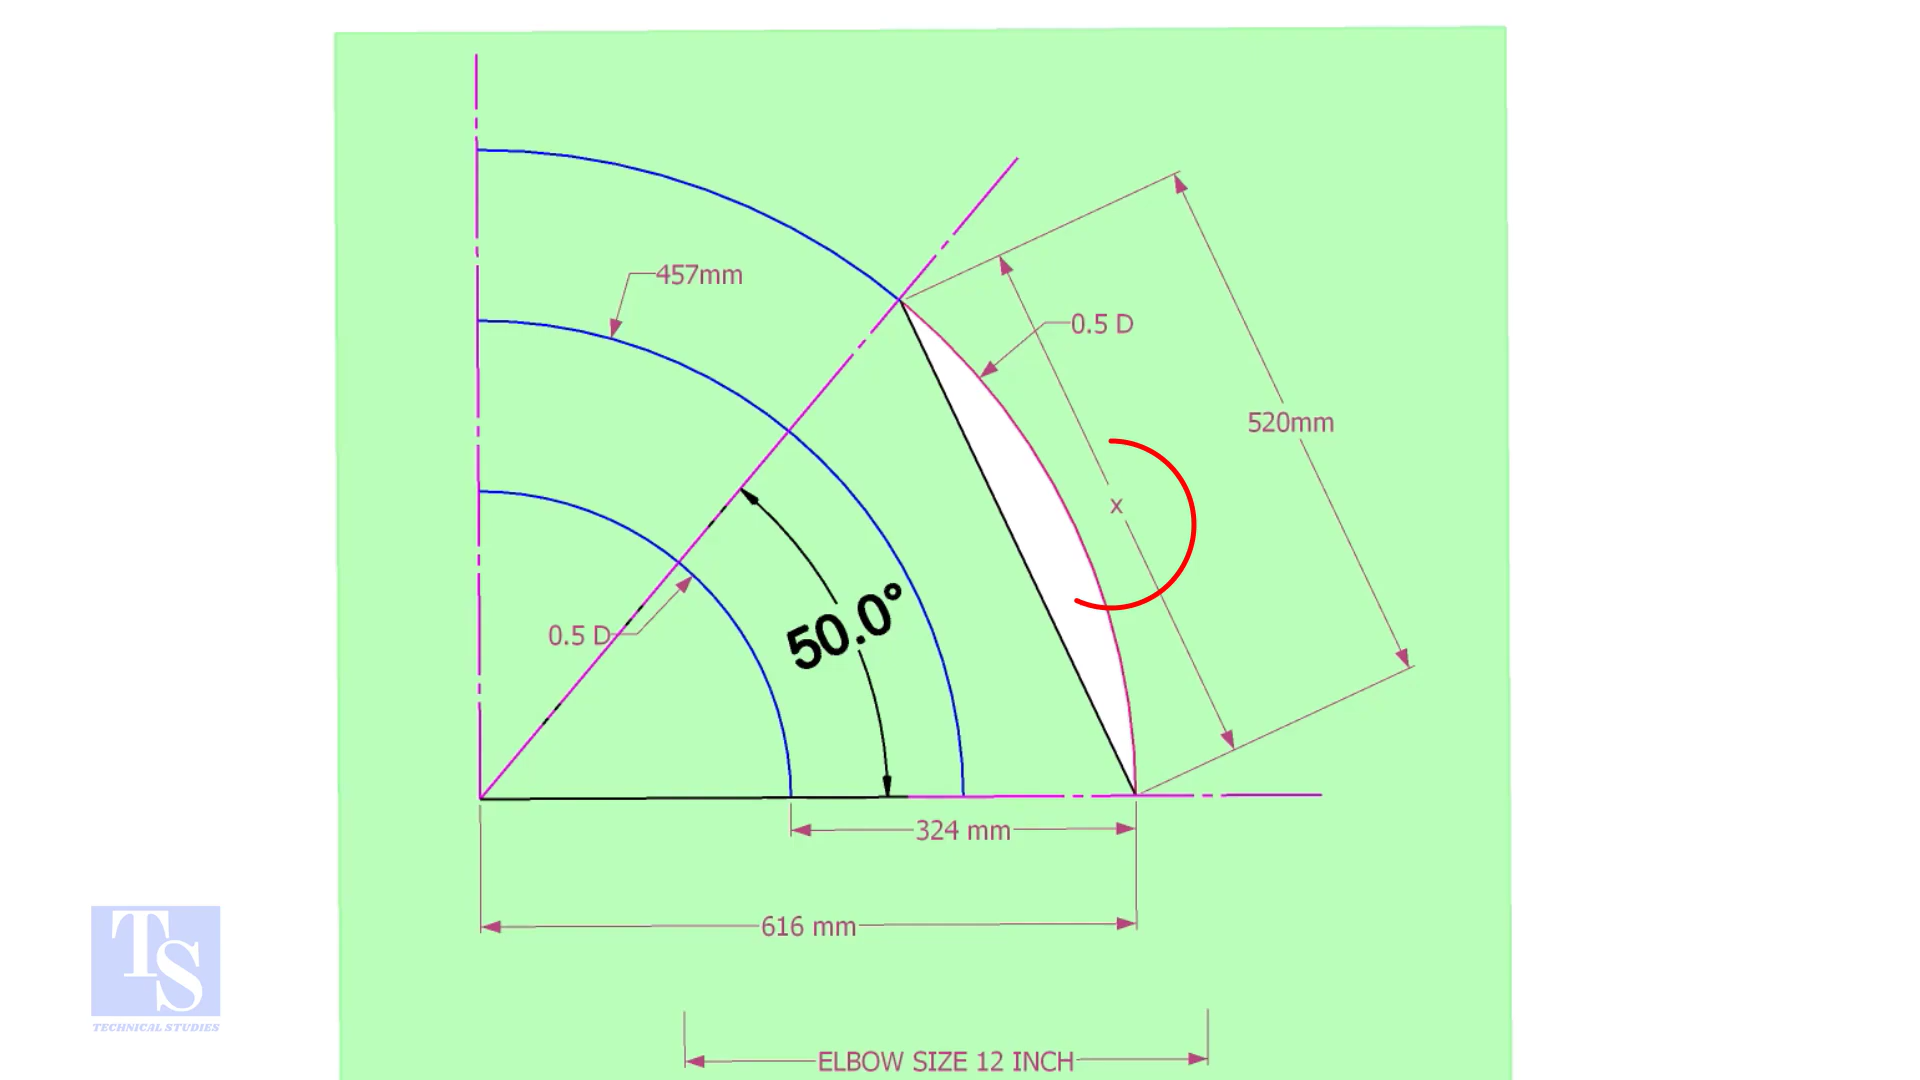 457mm
0.5 D
520mm
x
50.0°
0.5 D
324 mm
616 mm
TS
TECHNICAL STUDIES
ELBOW SIZE 12 INCH